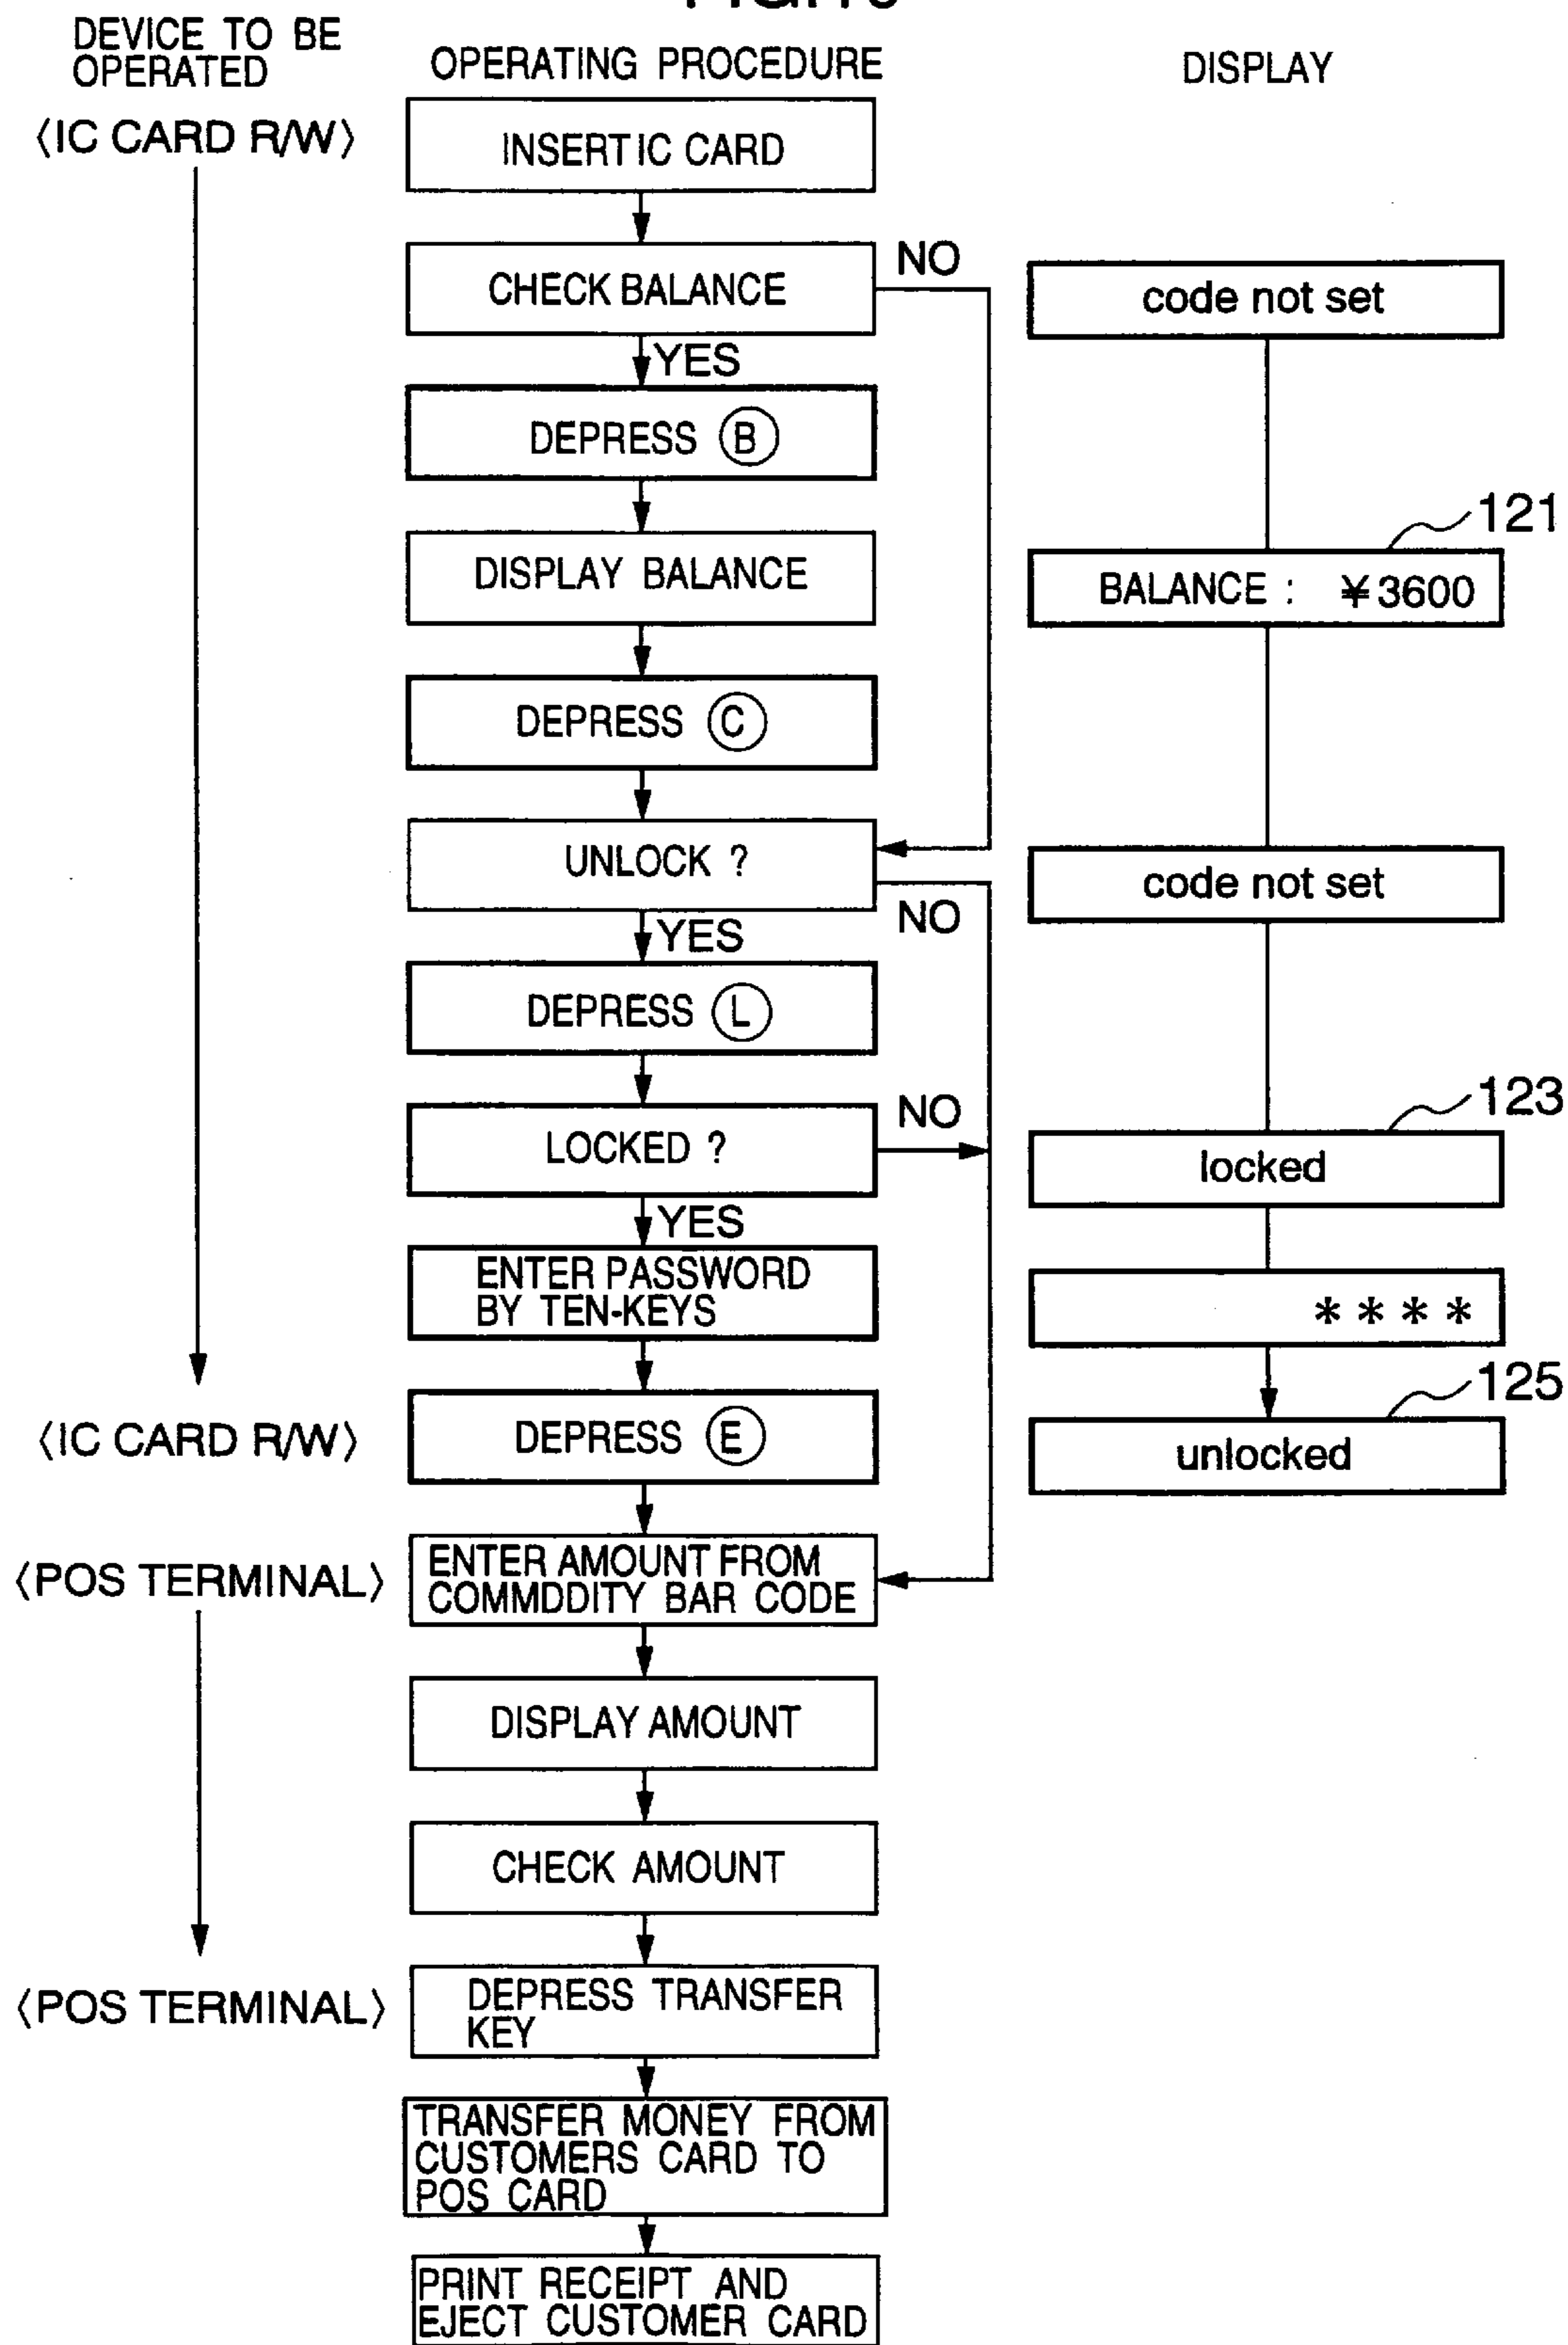 DEVICE TO BE
OPERATED
OPERATING PROCEDURE
DISPLAY
〈IC CARD R/W〉
INSERT IC CARD
CHECK BALANCE
NO
code not set
YES
DEPRESS Ⓑ
121
DISPLAY BALANCE
BALANCE : ¥3600
DEPRESS Ⓒ
UNLOCK ?
code not set
NO
YES
DEPRESS Ⓛ
123
LOCKED ?
NO
locked
YES
ENTER PASSWORD
BY TEN-KEYS
* * * *
125
〈IC CARD R/W〉
DEPRESS Ⓔ
unlocked
〈POS TERMINAL〉
ENTER AMOUNT FROM
COMMDDITY BAR CODE
DISPLAY AMOUNT
CHECK AMOUNT
〈POS TERMINAL〉
DEPRESS TRANSFER
KEY
TRANSFER MONEY FROM
CUSTOMERS CARD TO
POS CARD
PRINT RECEIPT AND
EJECT CUSTOMER CARD